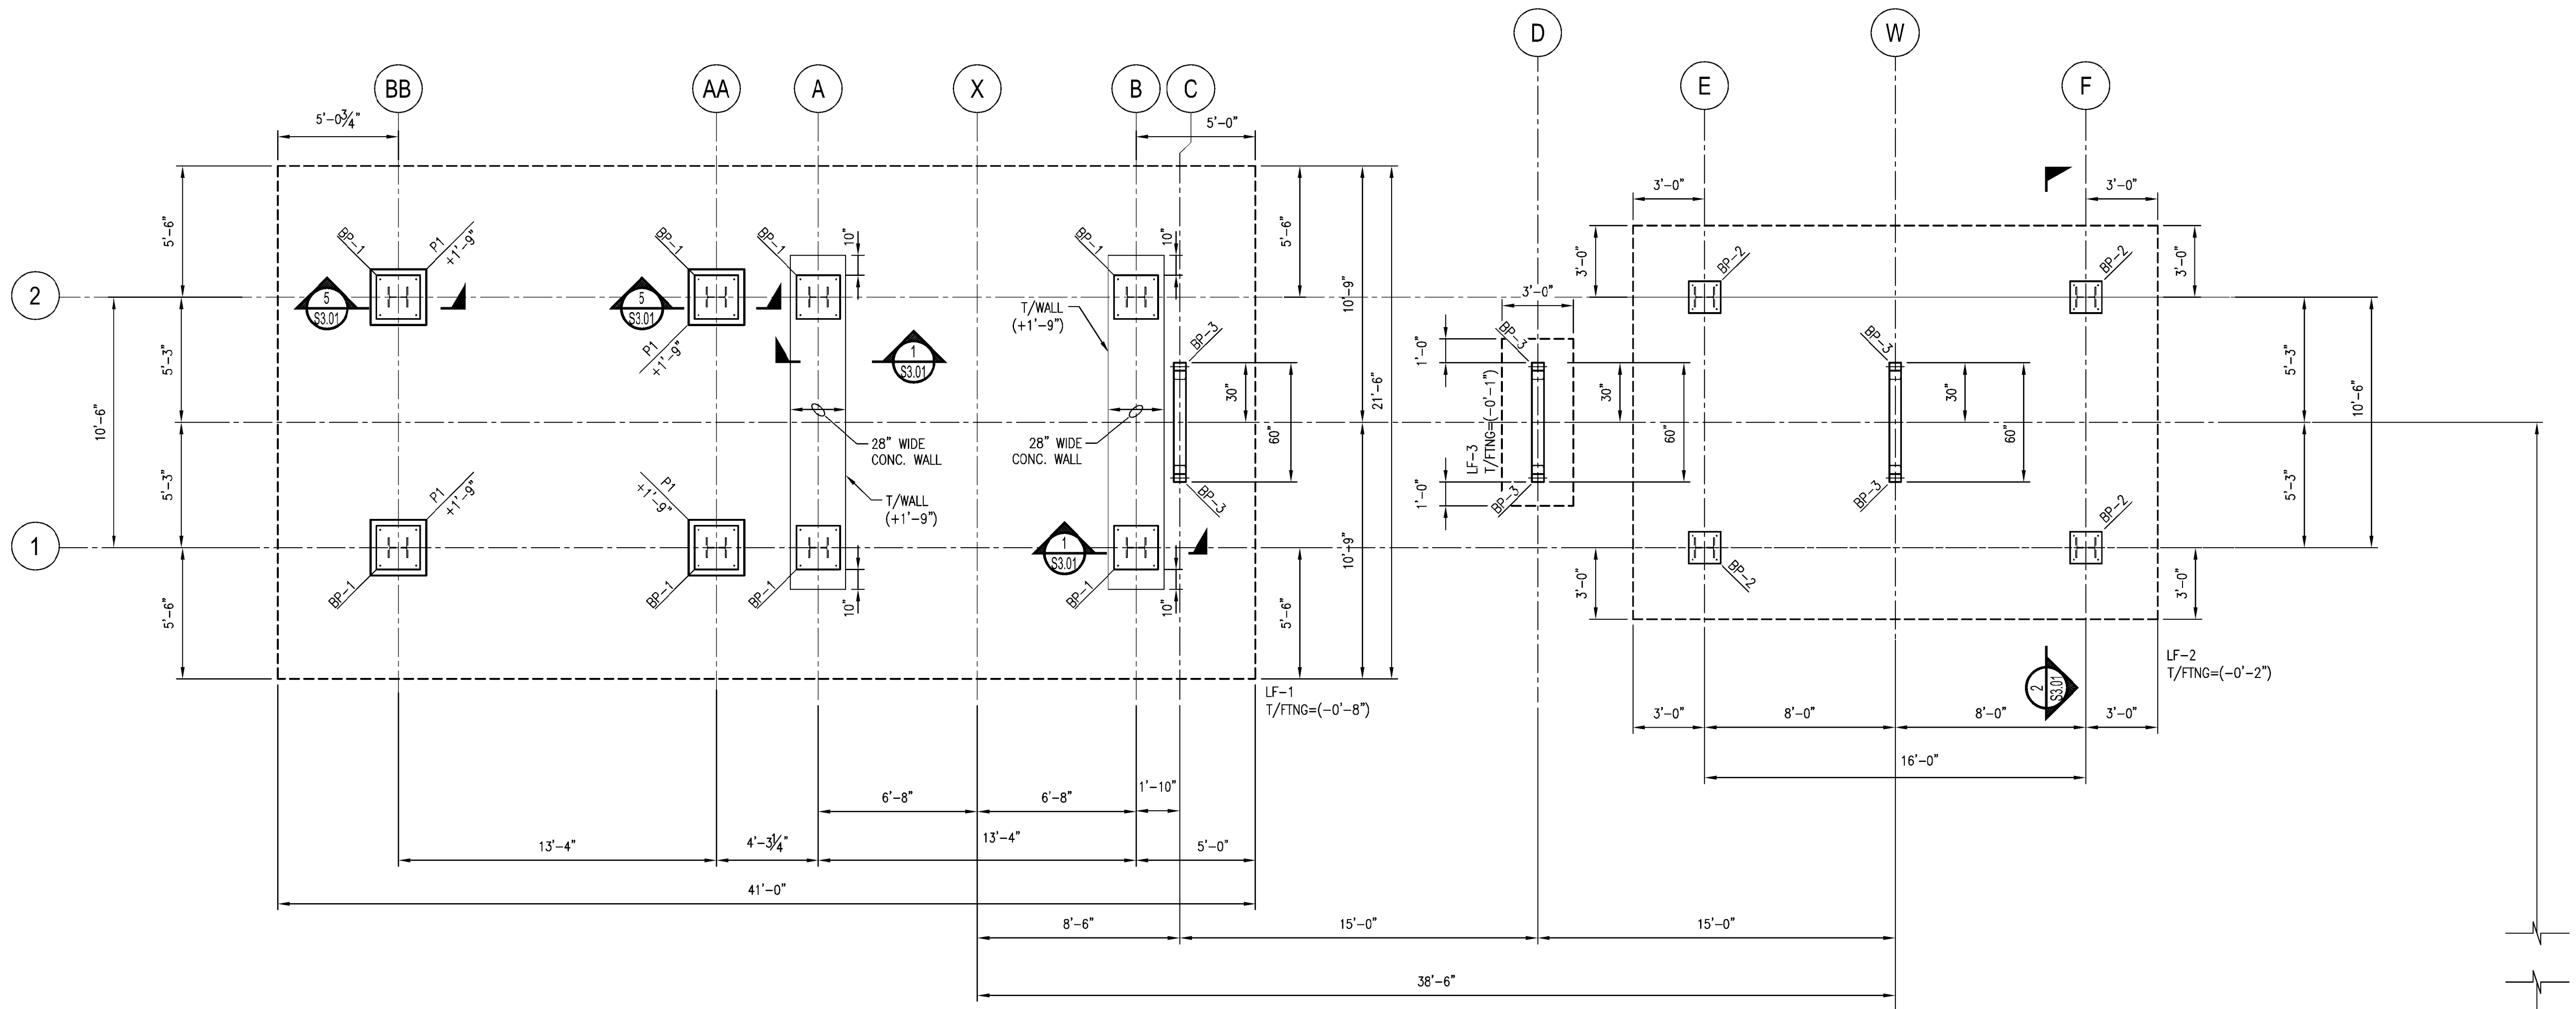 D
W
BB
AA
A
X
B
C
E
F
5'-0¾"
5'-0"
3'-0"
3'-0"
5'-6"
5'-6"
3'-0"
3'-0"
BP-1
P1
+1'-9"
BP-1
BP-1
10"
BP-1
10"
BP-2
BP-2
2
5
S3.01
5
S3.01
P1
+1'-9"
T/WALL
(+1'-9")
1
S3.01
10'-9"
21'-6"
3'-0"
BP-3
BP-3
BP-3
1'-0"
5'-3"
10'-6"
30"
60"
LF-3
T/FTNG=(-0'-1")
30"
60"
30"
60"
5'-3"
10'-6"
28" WIDE
CONC. WALL
28" WIDE
CONC. WALL
T/WALL
(+1'-9")
5'-3"
P1
+1'-9"
P1
+1'-9"
BP-3
BP-3
BP-3
1'-0"
BP-2
5'-3"
1
1
S3.01
BP-1
BP-1
BP-1
10"
BP-1
10"
BP-2
5'-6"
5'-6"
10'-9"
3'-0"
3'-0"
LF-1
T/FTNG=(-0'-8")
LF-2
T/FTNG=(-0'-2")
2
S3.01
3'-0"
8'-0"
8'-0"
3'-0"
16'-0"
6'-8"
6'-8"
1'-10"
13'-4"
4'-3¼"
13'-4"
5'-0"
41'-0"
8'-6"
15'-0"
15'-0"
38'-6"